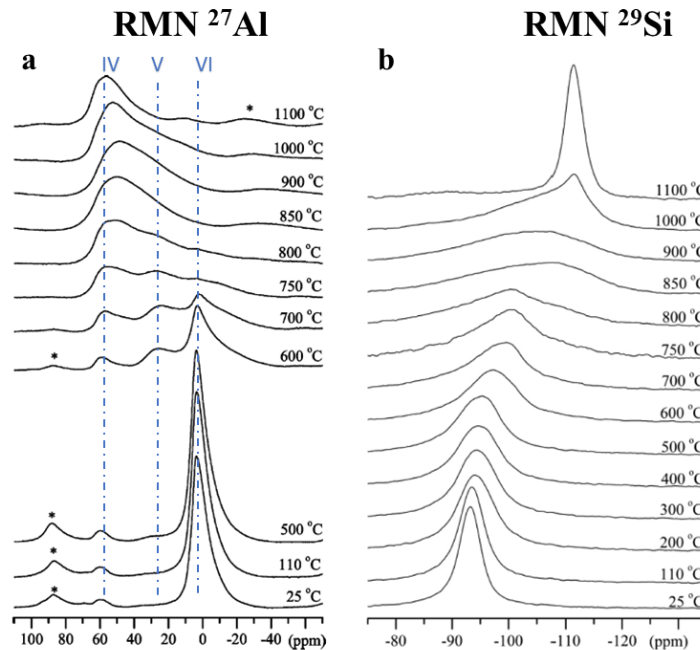 RMN ²⁷Al
RMN ²⁹Si
a
IV
V
VI
b
*
1100 °C
1000 °C
900 °C
850 °C
800 °C
750 °C
700 °C
*
600 °C
*
500 °C
*
110 °C
*
25 °C
100 80 60 40 20 0 -20 -40 (ppm)
1100 °C
1000 °C
900 °C
850 °C
800 °C
750 °C
700 °C
600 °C
500 °C
400 °C
300 °C
200 °C
110 °C
25 °C
-80 -90 -100 -110 -120 (ppm)